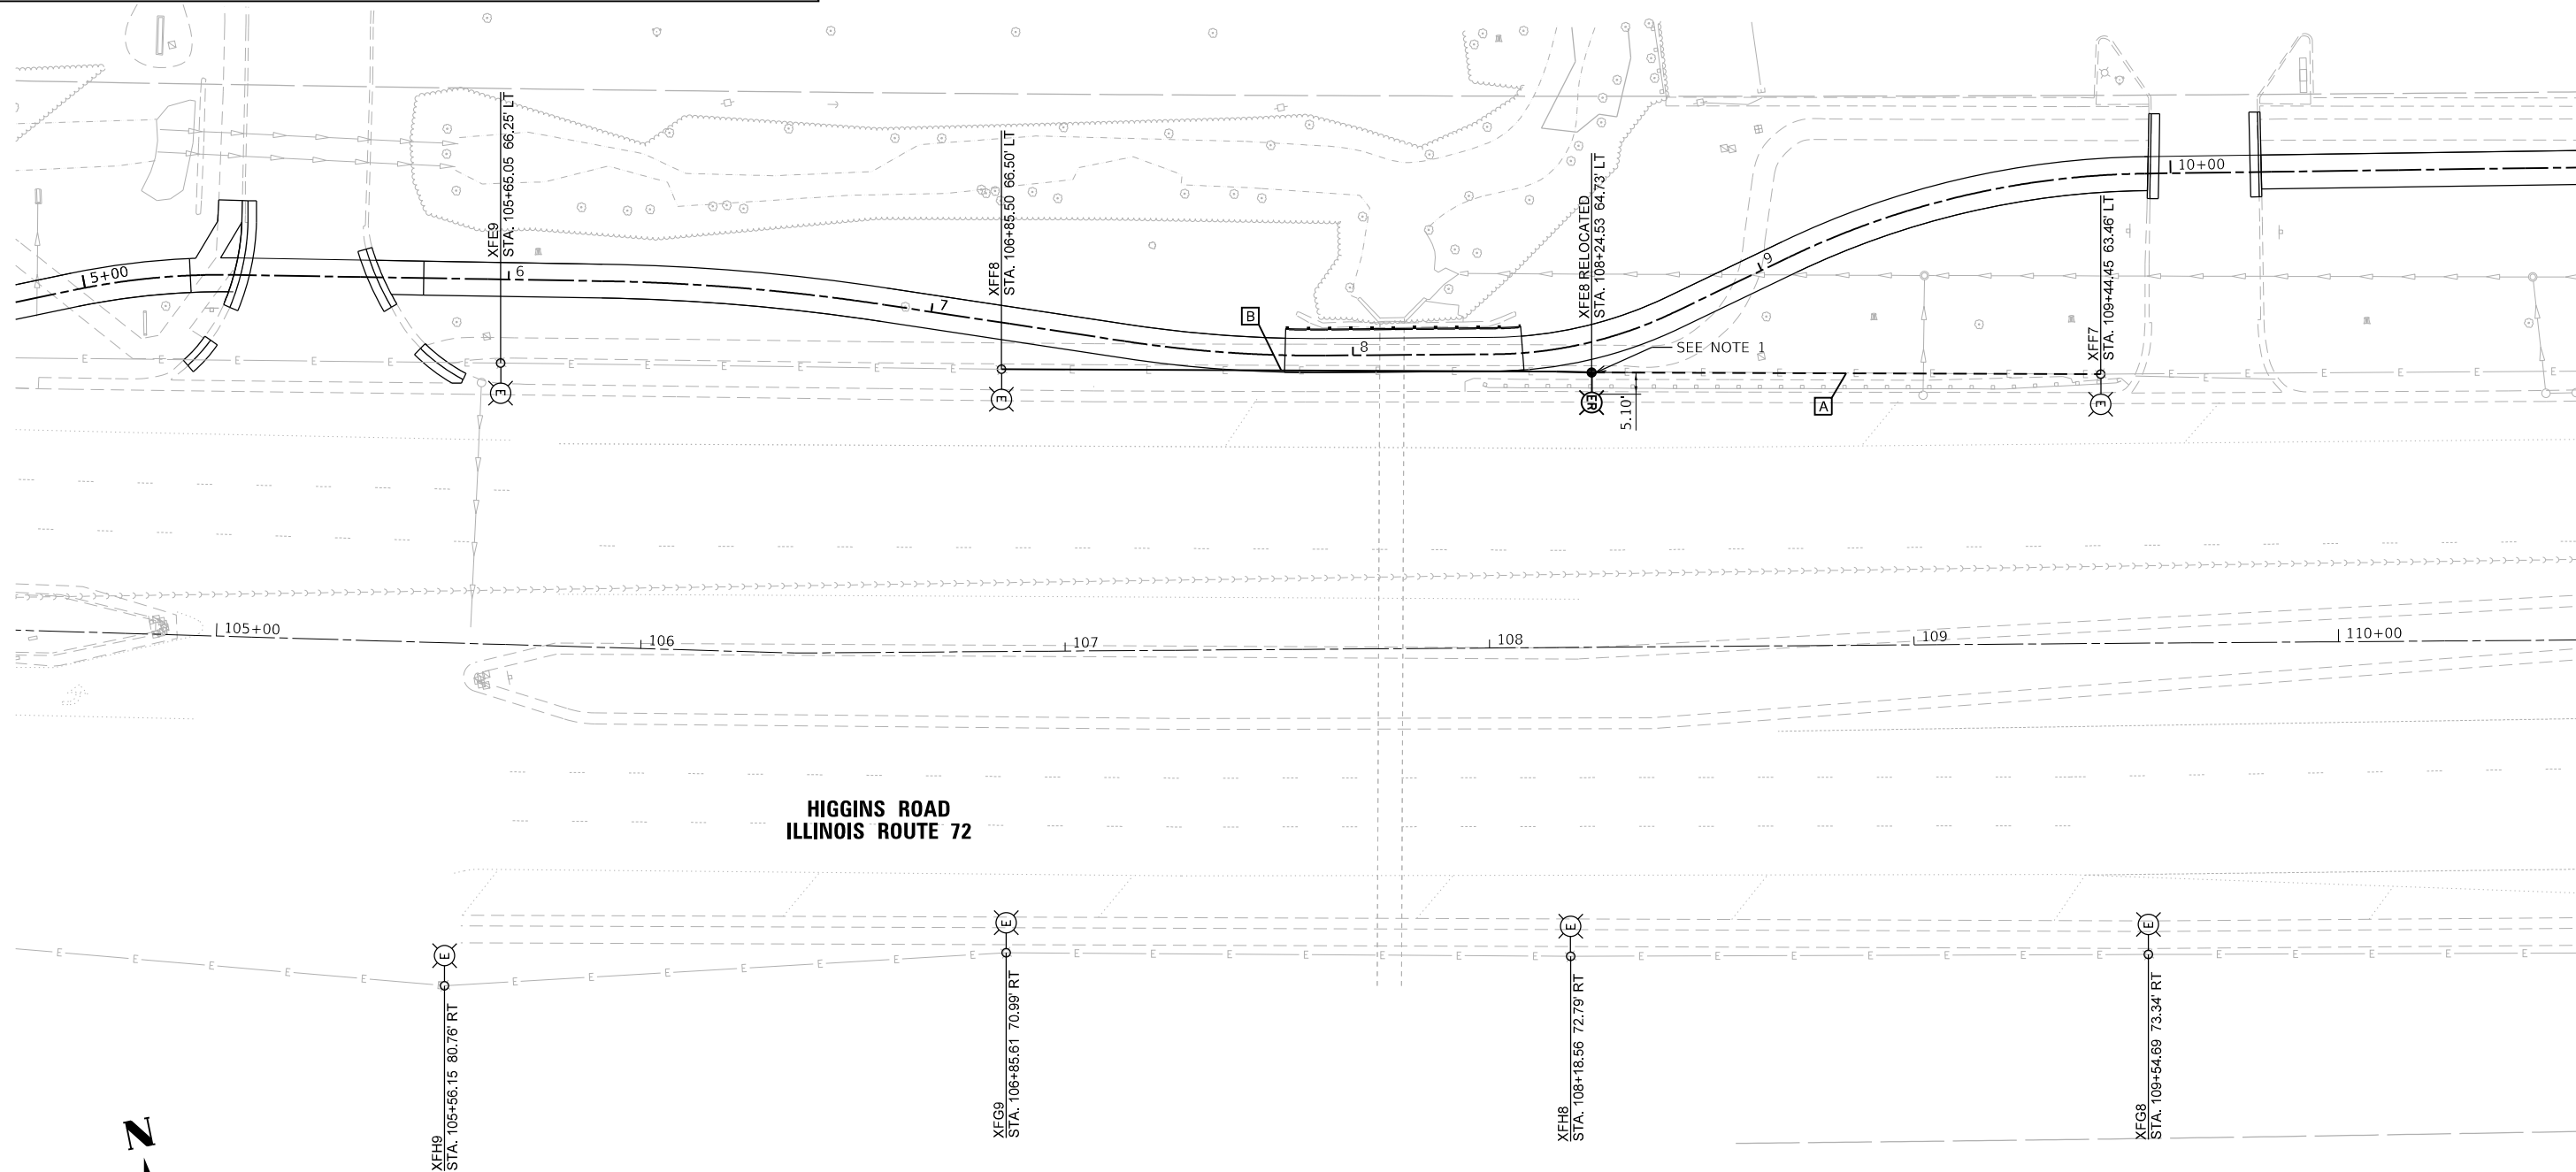 XFE9
STA. 105+65.05 66.25' LT
XFF8
STA. 106+85.50 66.50' LT
XFE8 RELOCATED
STA. 108+24.53 64.73' LT
XFF7
STA. 109+44.45 63.46' LT
5+00
6
7
8
9
10+00
B
SEE NOTE 1
A
5.10'
E
E
ER
E
E E E E E E E E E E E E
105+00
106
107
108
109
110+00
HIGGINS ROAD
ILLINOIS ROUTE 72
E
E
E
E
E E E E E E E E E E E E
XFH9
STA. 105+56.15 80.76' RT
XFG9
STA. 106+85.61 70.99' RT
XFH8
STA. 108+18.56 72.79' RT
XFG8
STA. 109+54.69 73.34' RT
N